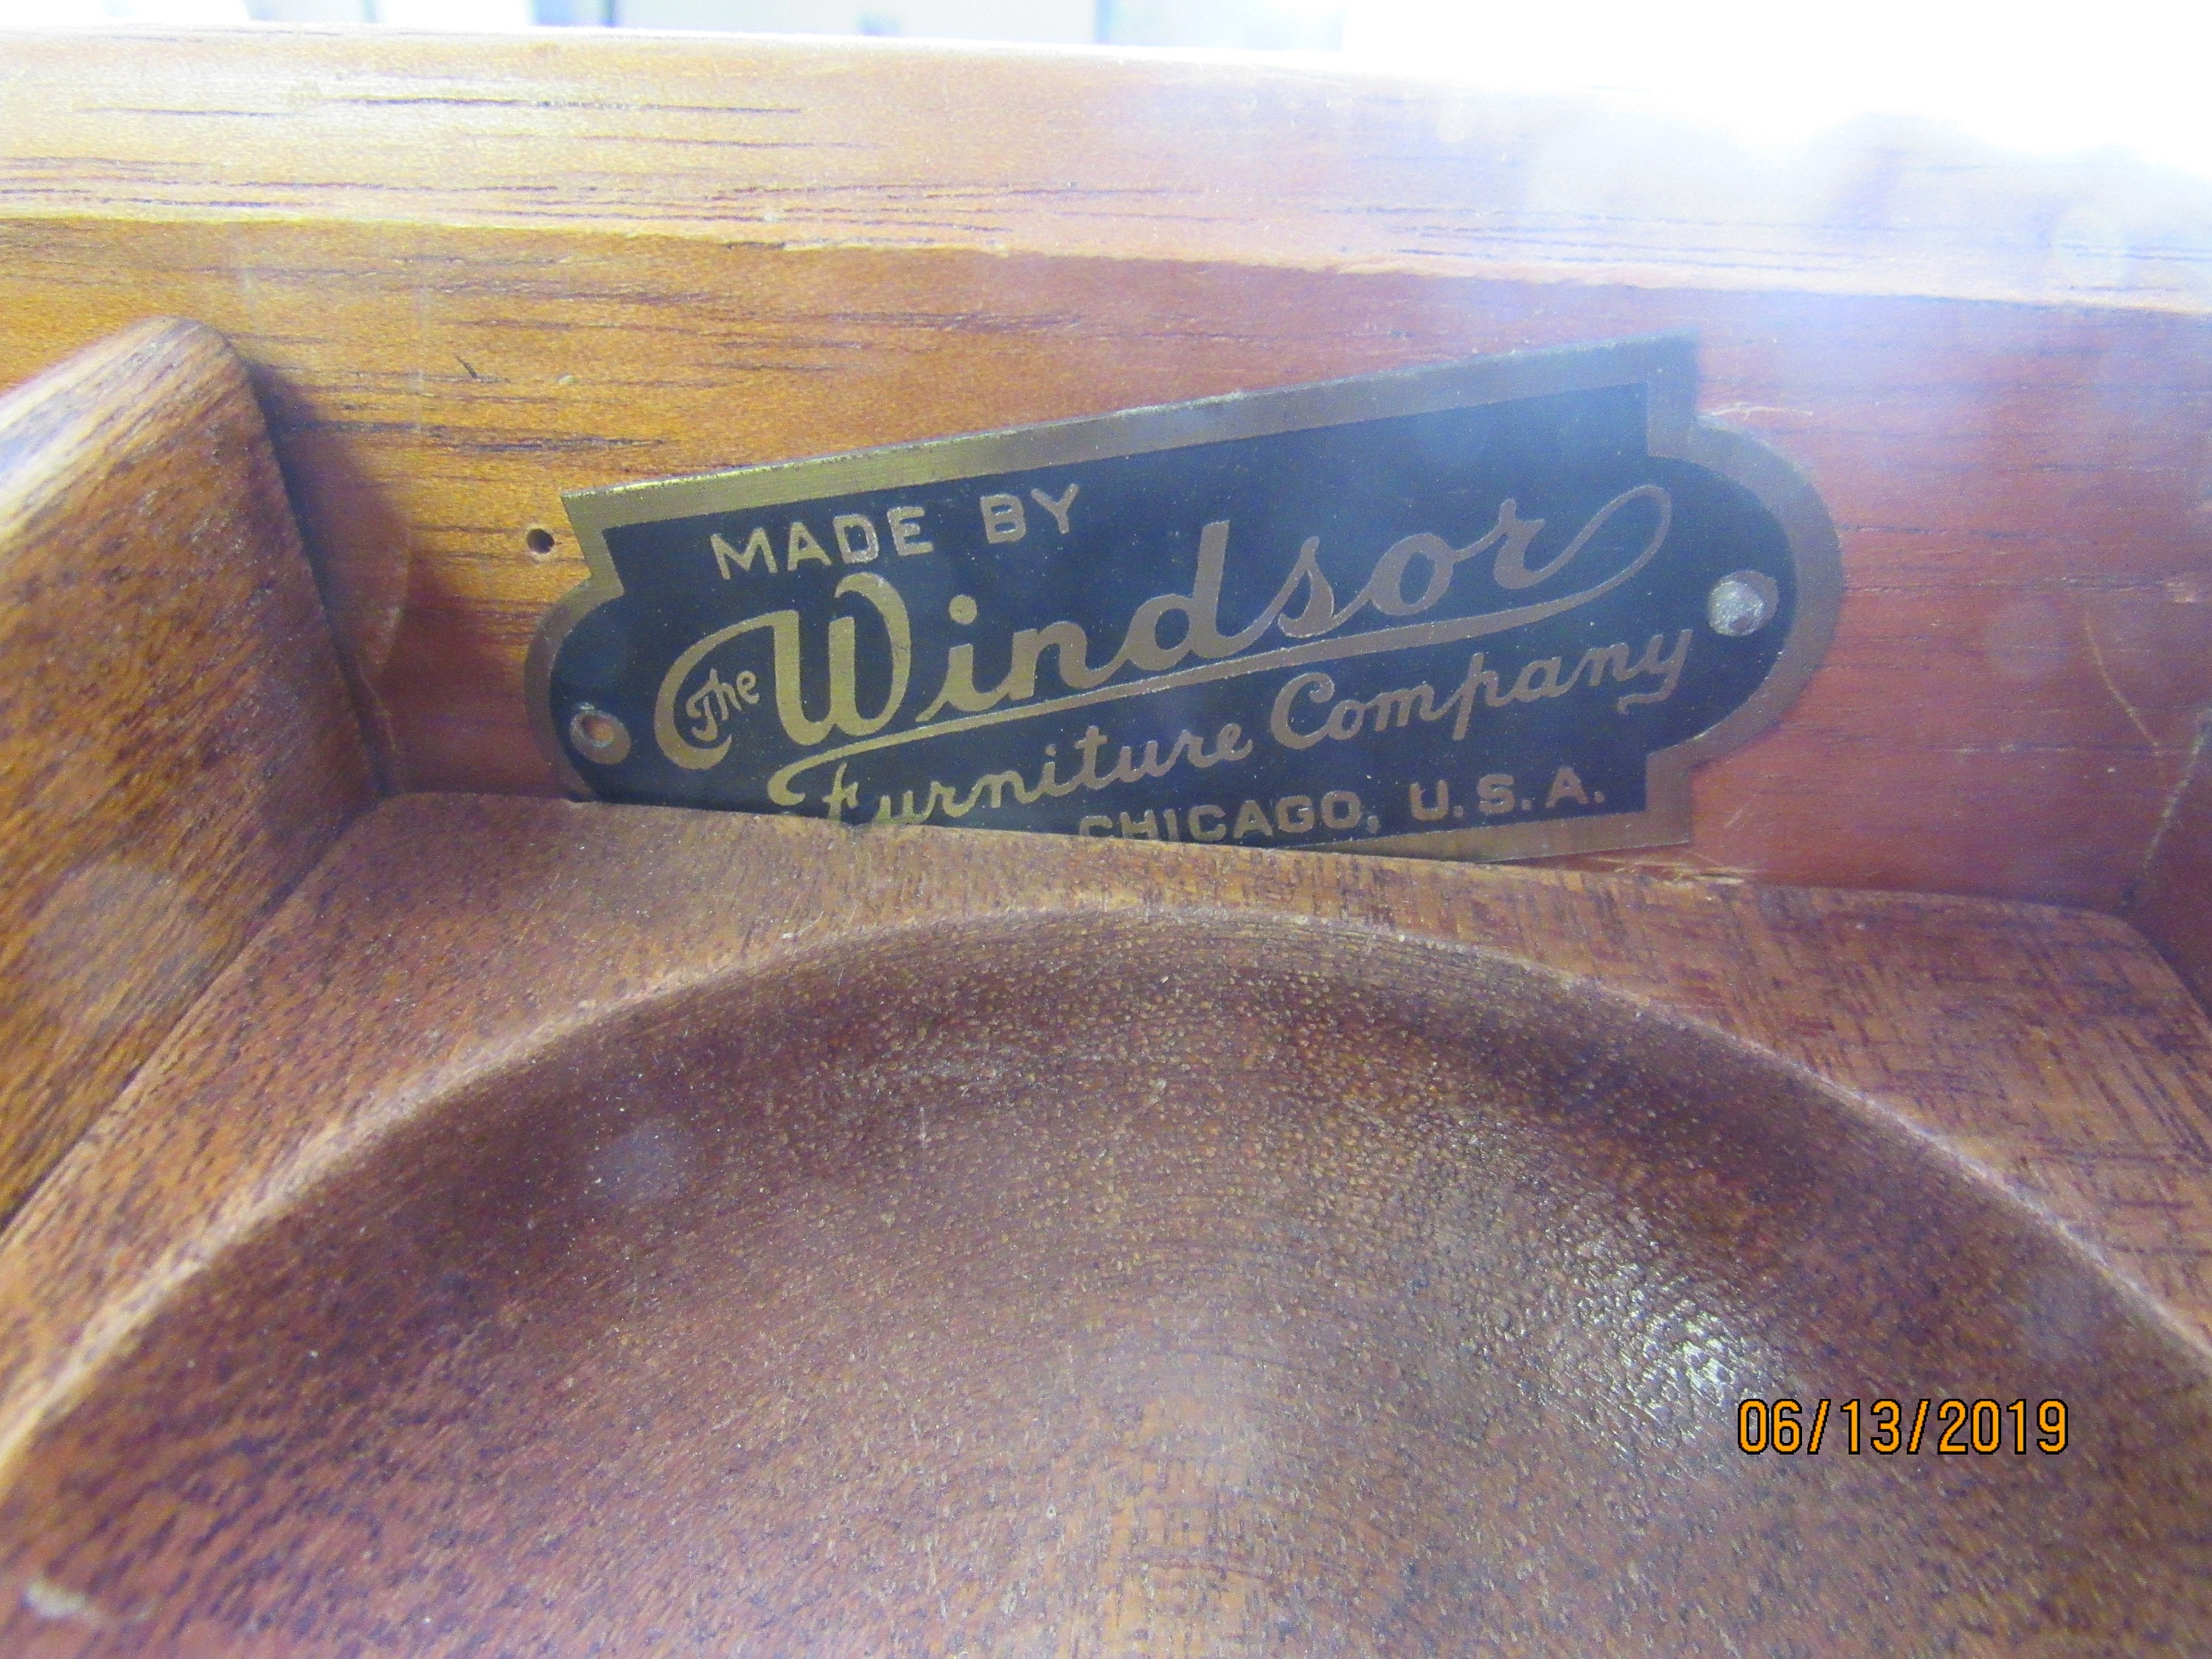 MADE BY
The Windsor
Furniture Company
CHICAGO, U.S.A.
06/13/2019